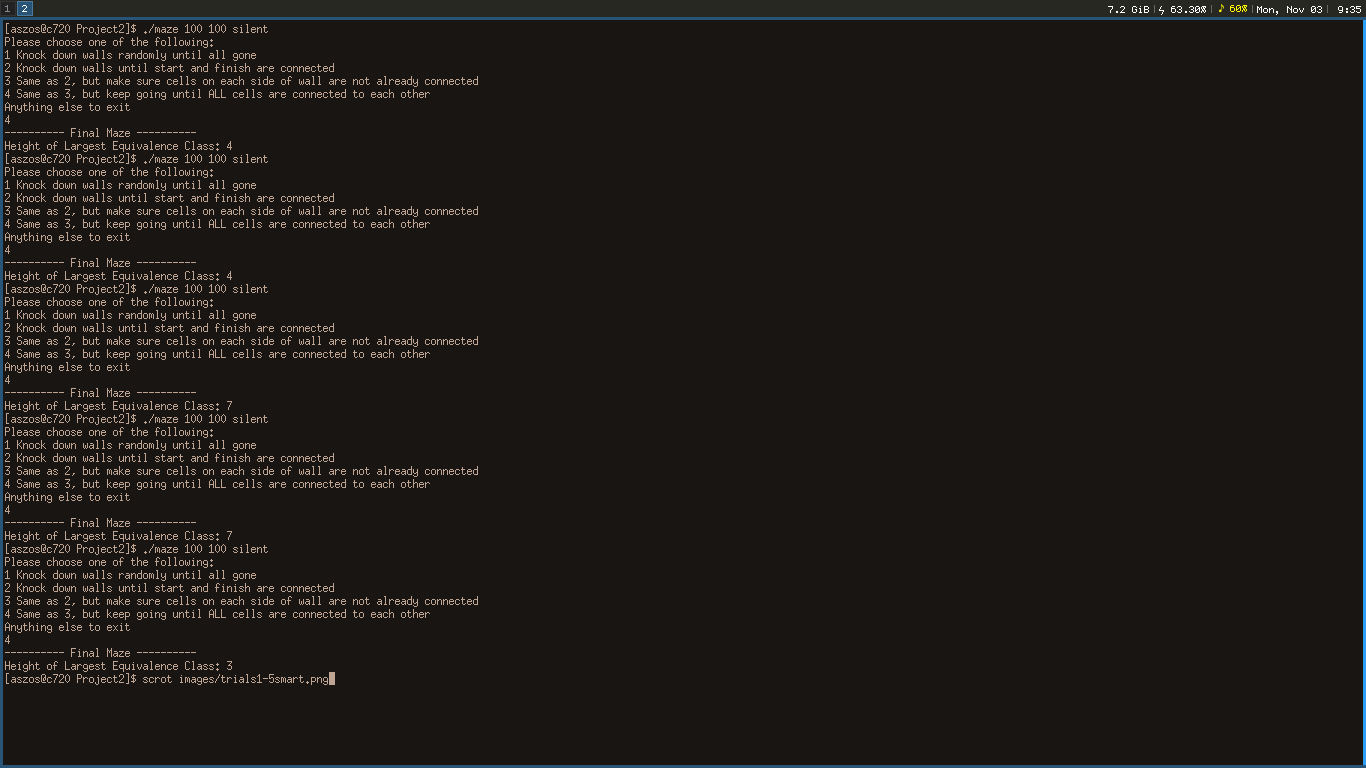 1 2 7.2 GiB | ϟ 63.30% | ♪ 60% | Mon, Nov 03 | 9:35
[aszos@c720 Project2]$ ./maze 100 100 silent
Please choose one of the following:
1 Knock down walls randomly until all gone
2 Knock down walls until start and finish are connected
3 Same as 2, but make sure cells on each side of wall are not already connected
4 Same as 3, but keep going until ALL cells are connected to each other
Anything else to exit
4
---------- Final Maze ----------
Height of Largest Equivalence Class: 4
[aszos@c720 Project2]$ ./maze 100 100 silent
Please choose one of the following:
1 Knock down walls randomly until all gone
2 Knock down walls until start and finish are connected
3 Same as 2, but make sure cells on each side of wall are not already connected
4 Same as 3, but keep going until ALL cells are connected to each other
Anything else to exit
4
---------- Final Maze ----------
Height of Largest Equivalence Class: 4
[aszos@c720 Project2]$ ./maze 100 100 silent
Please choose one of the following:
1 Knock down walls randomly until all gone
2 Knock down walls until start and finish are connected
3 Same as 2, but make sure cells on each side of wall are not already connected
4 Same as 3, but keep going until ALL cells are connected to each other
Anything else to exit
4
---------- Final Maze ----------
Height of Largest Equivalence Class: 7
[aszos@c720 Project2]$ ./maze 100 100 silent
Please choose one of the following:
1 Knock down walls randomly until all gone
2 Knock down walls until start and finish are connected
3 Same as 2, but make sure cells on each side of wall are not already connected
4 Same as 3, but keep going until ALL cells are connected to each other
Anything else to exit
4
---------- Final Maze ----------
Height of Largest Equivalence Class: 7
[aszos@c720 Project2]$ ./maze 100 100 silent
Please choose one of the following:
1 Knock down walls randomly until all gone
2 Knock down walls until start and finish are connected
3 Same as 2, but make sure cells on each side of wall are not already connected
4 Same as 3, but keep going until ALL cells are connected to each other
Anything else to exit
4
---------- Final Maze ----------
Height of Largest Equivalence Class: 3
[aszos@c720 Project2]$ scrot images/trials1-5smart.png